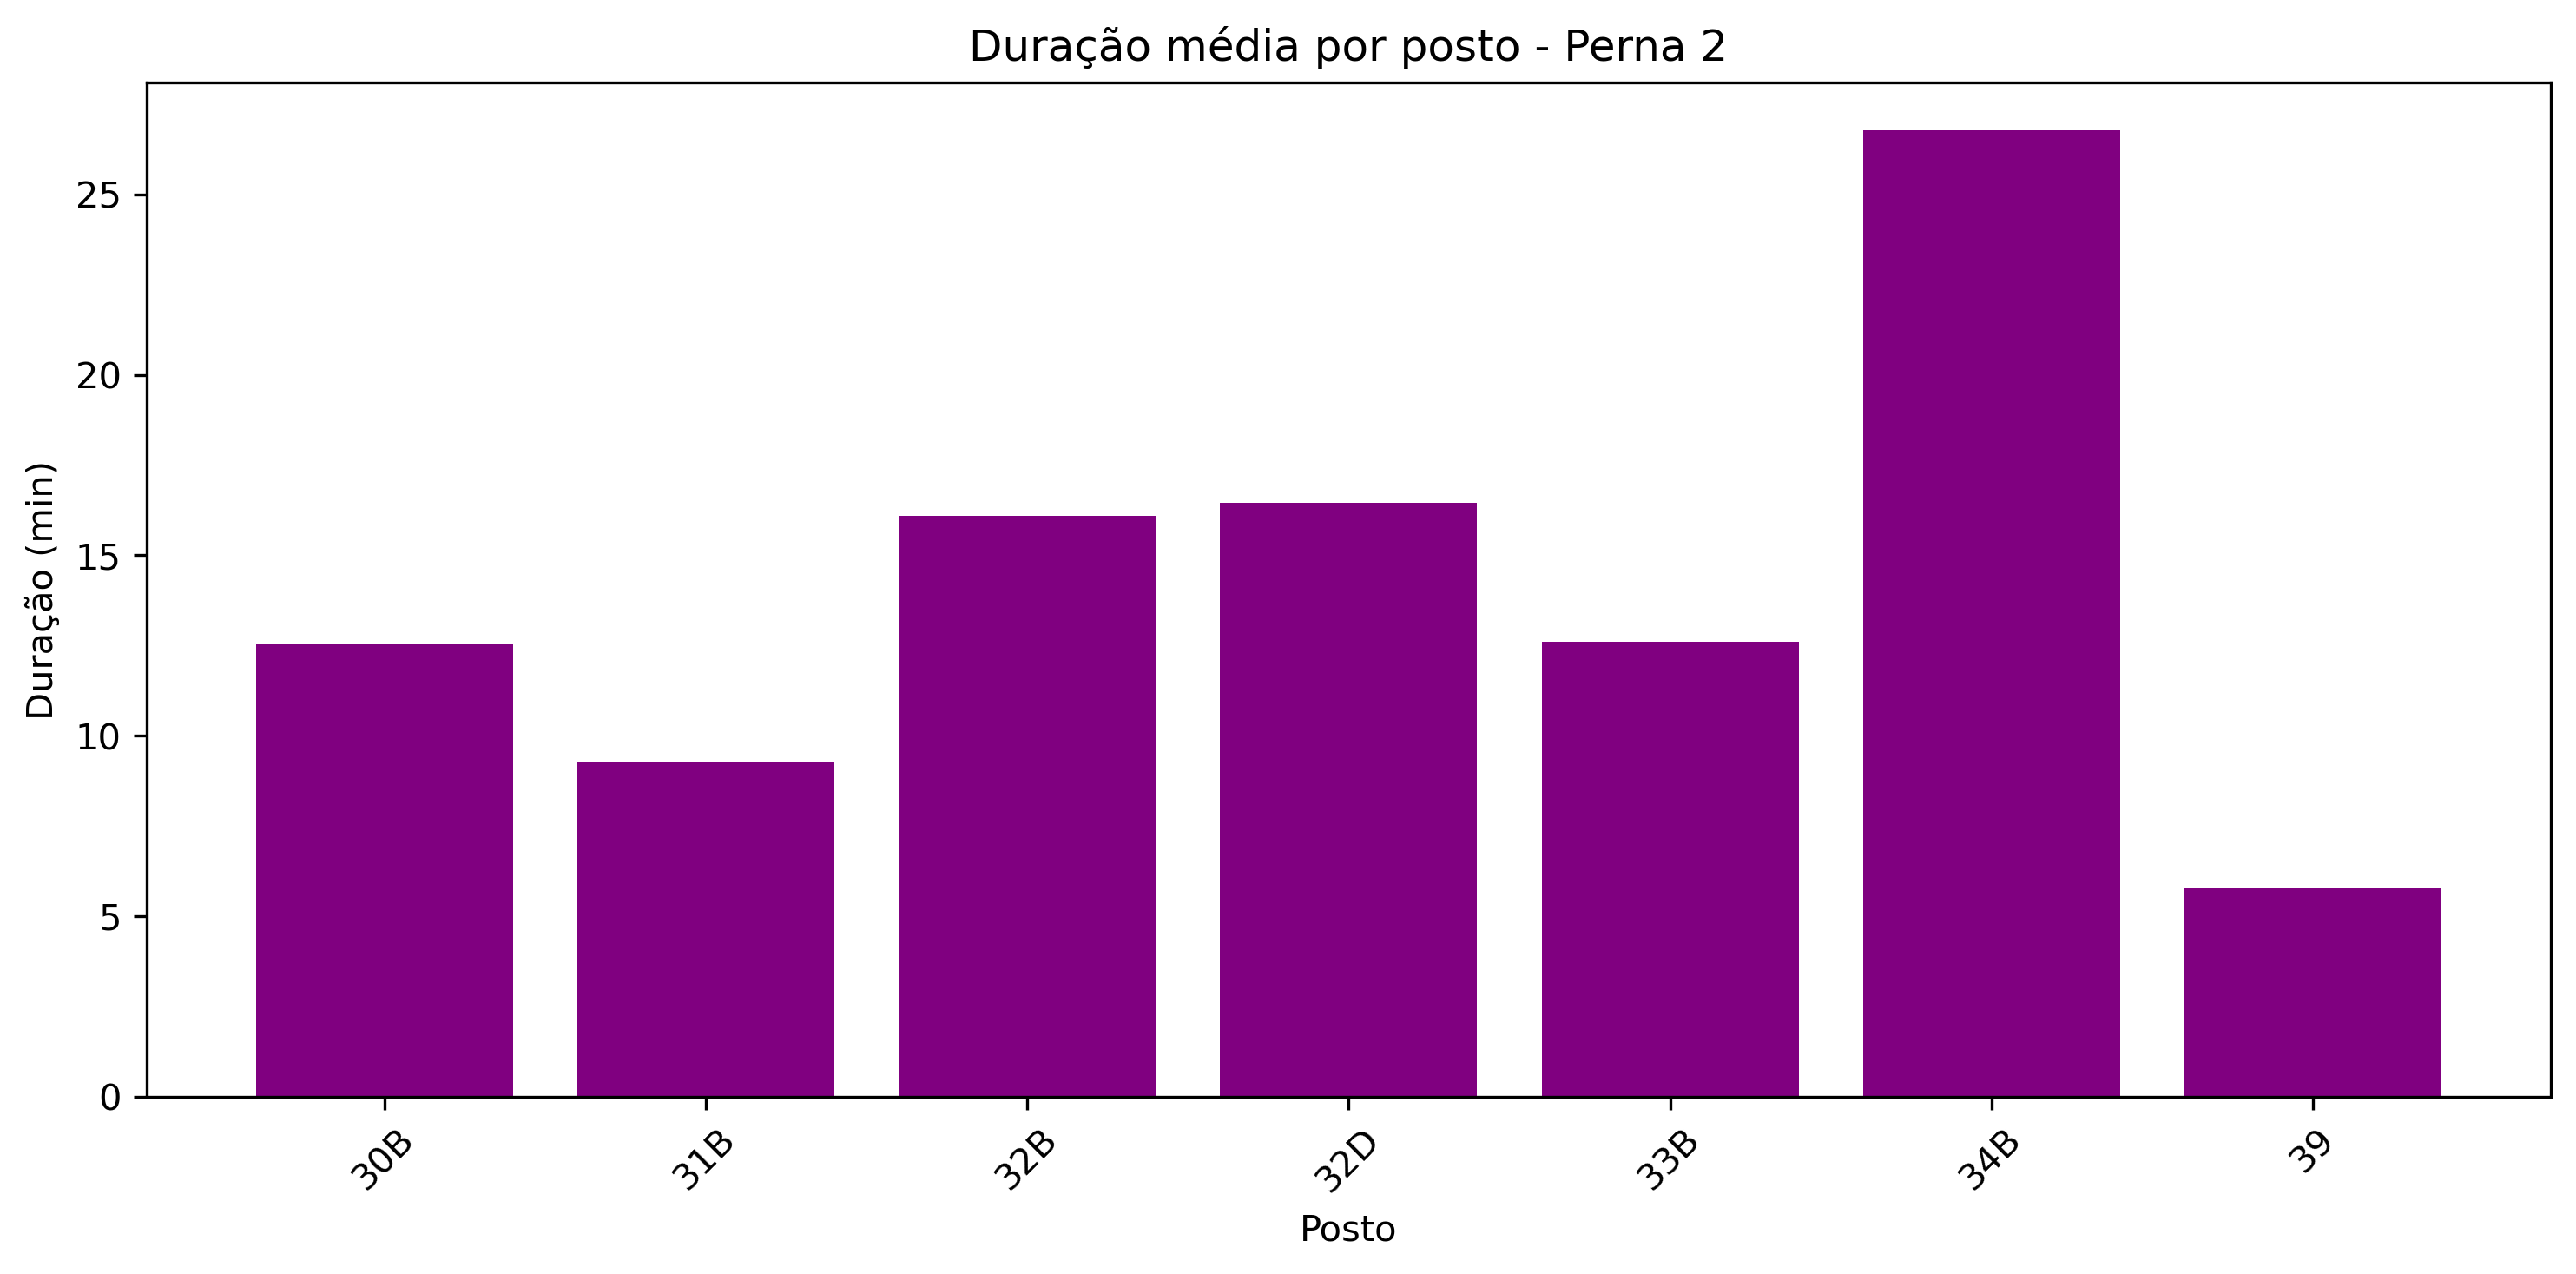 Duração média por posto - Perna 2
Duração (min)
25
20
15
10
5
0
30B
31B
32B
32D
33B
34B
39
Posto